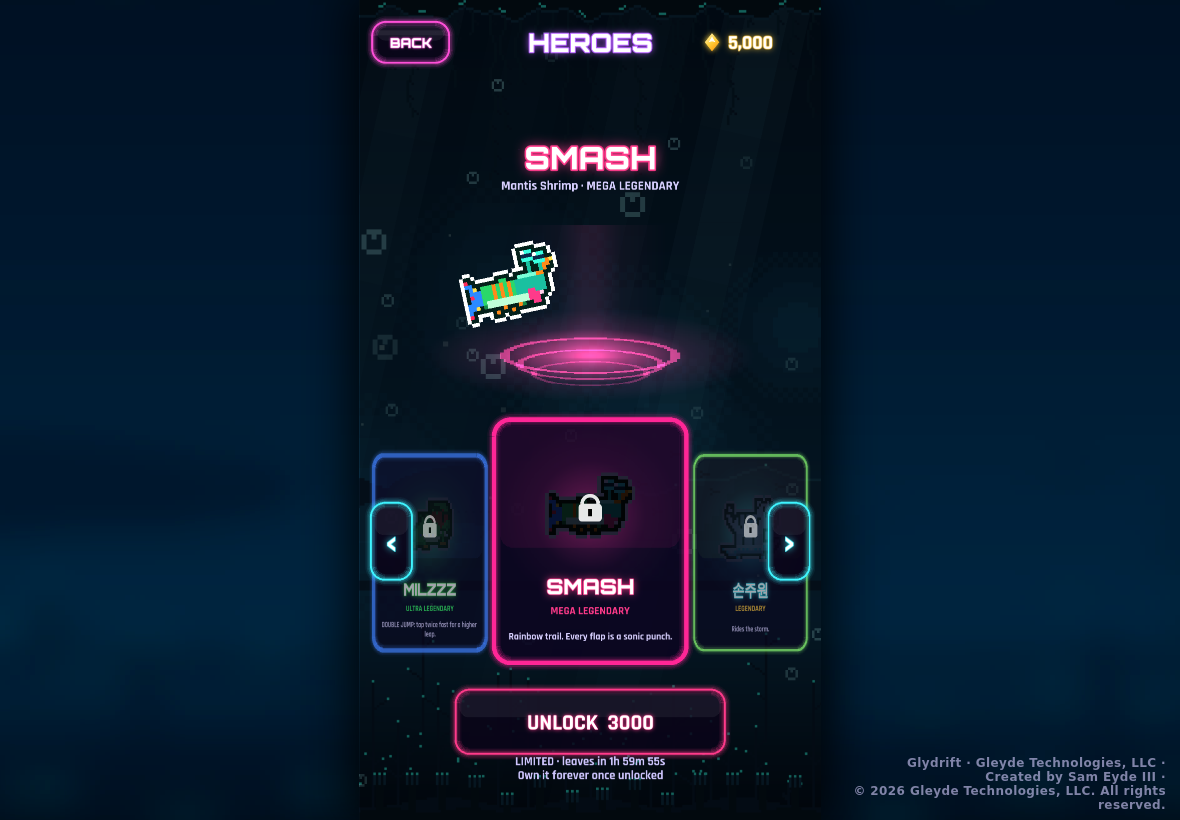 BACK
HEROES
5,000
SMASH
Mantis Shrimp · MEGA LEGENDARY
<
MILZZZ
ULTRA LEGENDARY
DOUBLE JUMP: tap twice fast for a higher
leap.
SMASH
MEGA LEGENDARY
Rainbow trail. Every flap is a sonic punch.
>
손주원
LEGENDARY
Rides the storm.
UNLOCK 3000
LIMITED · leaves in 1h 59m 55s
Own it forever once unlocked
Glydrift · Gleyde Technologies, LLC ·
Created by Sam Eyde III ·
© 2026 Gleyde Technologies, LLC. All rights
reserved.